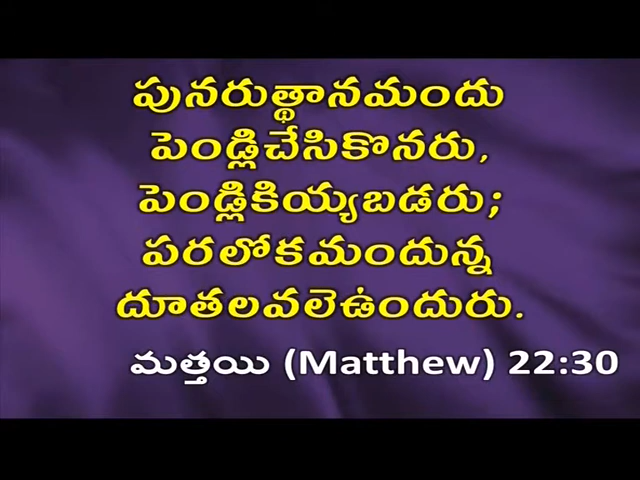 పునరుత్థానమందు
పెండ్లిచేసికొనరు,
పెండ్లికియ్యబడరు;
పరలోకమందున్న
దూతలవలెఉందురు.
మత్తయి (Matthew) 22:30